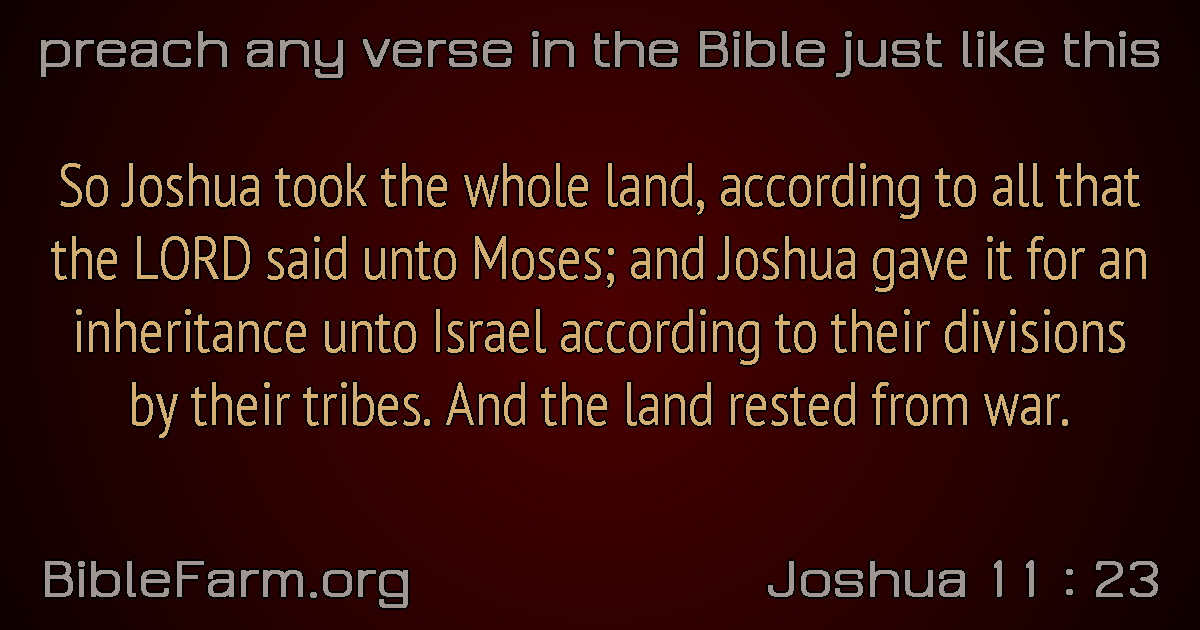 preach any verse in the Bible just like this
So Joshua took the whole land, according to all that
the LORD said unto Moses; and Joshua gave it for an
inheritance unto Israel according to their divisions
by their tribes. And the land rested from war.
BibleFarm.org
Joshua 11 : 23